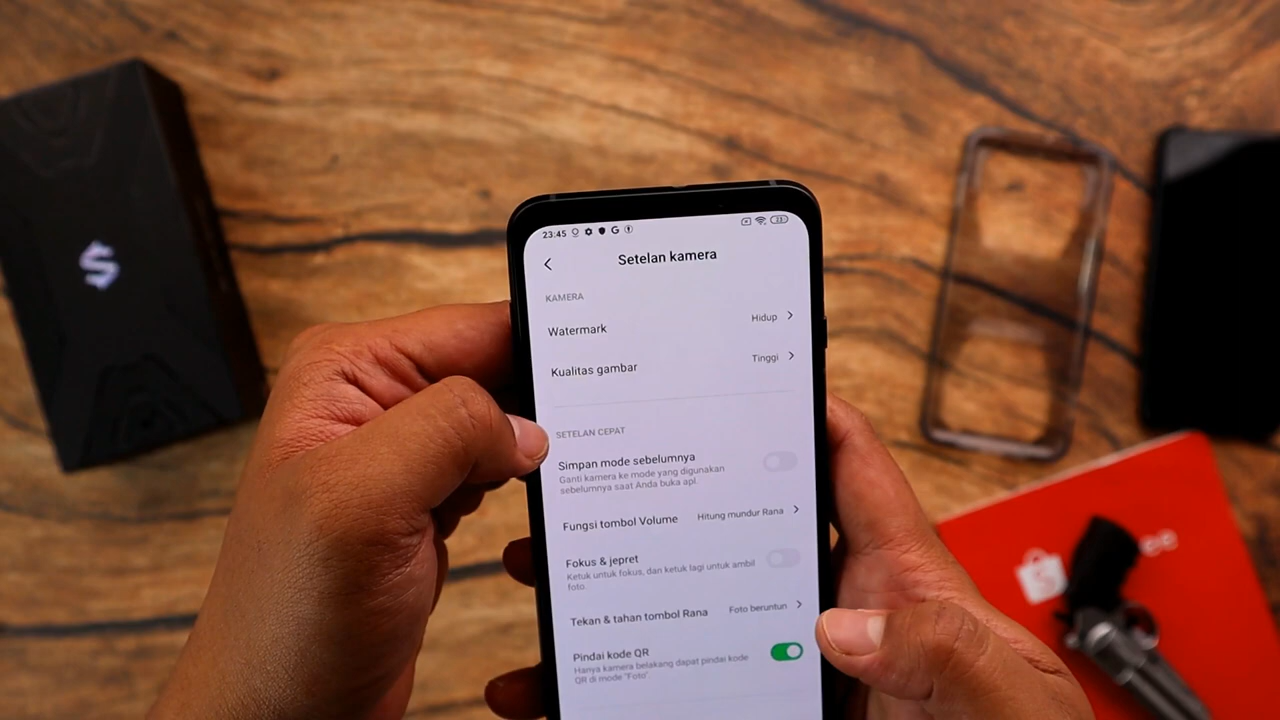 23:45
23
Setelan kamera
KAMERA
Watermark
Hidup
Kualitas gambar
Tinggi
SETELAN CEPAT
Simpan mode sebelumnya
Ganti kamera ke mode yang digunakan
sebelumnya saat Anda buka apl.
Fungsi tombol Volume
Hitung mundur Rana
Fokus & jepret
Ketuk untuk fokus, dan ketuk lagi untuk ambil
foto.
Tekan & tahan tombol Rana
Foto beruntun
Pindai kode QR
Hanya kamera belakang dapat pindai kode
QR di mode "Foto".